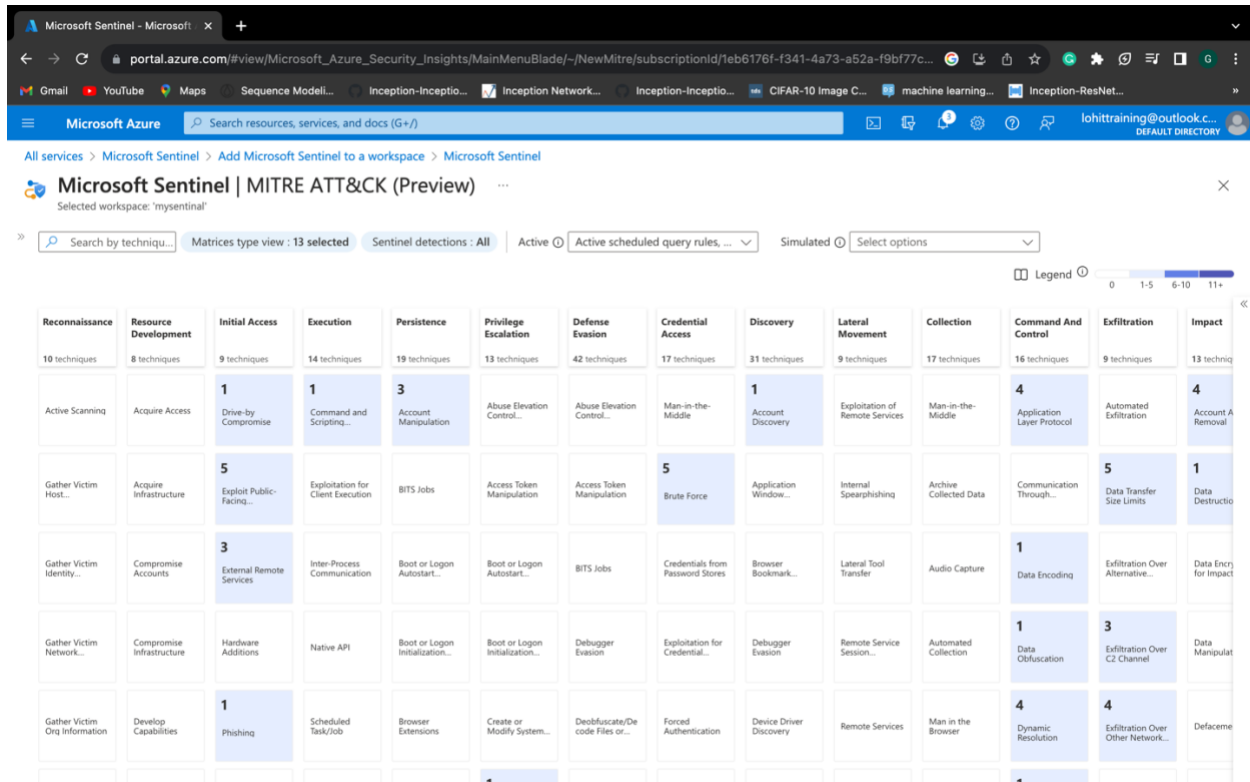 Microsoft Sentinel - Microsoft
portal.azure.com/#view/Microsoft_Azure_Security_Insights/MainMenuBlade/~/NewMitre/subscriptionId/1eb6176f-f341-4a73-a52a-f9bf77c...
G
Gmail
YouTube
Maps
Sequence Modeli...
Inception-Inceptio...
Inception Network...
Inception-Inceptio...
CIFAR-10 Image C...
machine learning...
Inception-ResNet...
Microsoft Azure
Search resources, services, and docs (G+/)
3
lohittraining@outlook.c...
DEFAULT DIRECTORY
All services > Microsoft Sentinel > Add Microsoft Sentinel to a workspace > Microsoft Sentinel
Microsoft Sentinel | MITRE ATT&CK (Preview) ...
Selected workspace: 'mysentinal'
Search by techniqu...
Matrices type view : 13 selected
Sentinel detections : All
Active
Active scheduled query rules, ...
Simulated
Select options
Legend
0 1-5 6-10 11+
Reconnaissance
10 techniques
Resource
Development
8 techniques
Initial Access
9 techniques
Execution
14 techniques
Persistence
19 techniques
Privilege
Escalation
13 techniques
Defense
Evasion
42 techniques
Credential
Access
17 techniques
Discovery
31 techniques
Lateral
Movement
9 techniques
Collection
17 techniques
Command And
Control
16 techniques
Exfiltration
9 techniques
Impact
13 techniq
Active Scanning
Acquire Access
1
Drive-by
Compromise
1
Command and
Scripting...
3
Account
Manipulation
Abuse Elevation
Control...
Abuse Elevation
Control...
Man-in-the-
Middle
1
Account
Discovery
Exploitation of
Remote Services
Man-in-the-
Middle
4
Application
Layer Protocol
Automated
Exfiltration
4
Account A
Removal
Gather Victim
Host...
Acquire
Infrastructure
5
Exploit Public-
Facing...
Exploitation for
Client Execution
BITS Jobs
Access Token
Manipulation
Access Token
Manipulation
5
Brute Force
Application
Window...
Internal
Spearphishing
Archive
Collected Data
Communication
Through...
5
Data Transfer
Size Limits
1
Data
Destructio
Gather Victim
Identity...
Compromise
Accounts
3
External Remote
Services
Inter-Process
Communication
Boot or Logon
Autostart...
Boot or Logon
Autostart...
BITS Jobs
Credentials from
Password Stores
Browser
Bookmark...
Lateral Tool
Transfer
Audio Capture
1
Data Encoding
Exfiltration Over
Alternative...
Data Encry
for Impact
Gather Victim
Network...
Compromise
Infrastructure
Hardware
Additions
Native API
Boot or Logon
Initialization...
Boot or Logon
Initialization...
Debugger
Evasion
Exploitation for
Credential...
Debugger
Evasion
Remote Service
Session...
Automated
Collection
1
Data
Obfuscation
3
Exfiltration Over
C2 Channel
Data
Manipulat
Gather Victim
Org Information
Develop
Capabilities
1
Phishing
Scheduled
Task/Job
Browser
Extensions
Create or
Modify System...
Deobfuscate/De
code Files or...
Forced
Authentication
Device Driver
Discovery
Remote Services
Man in the
Browser
4
Dynamic
Resolution
4
Exfiltration Over
Other Network...
Defaceme